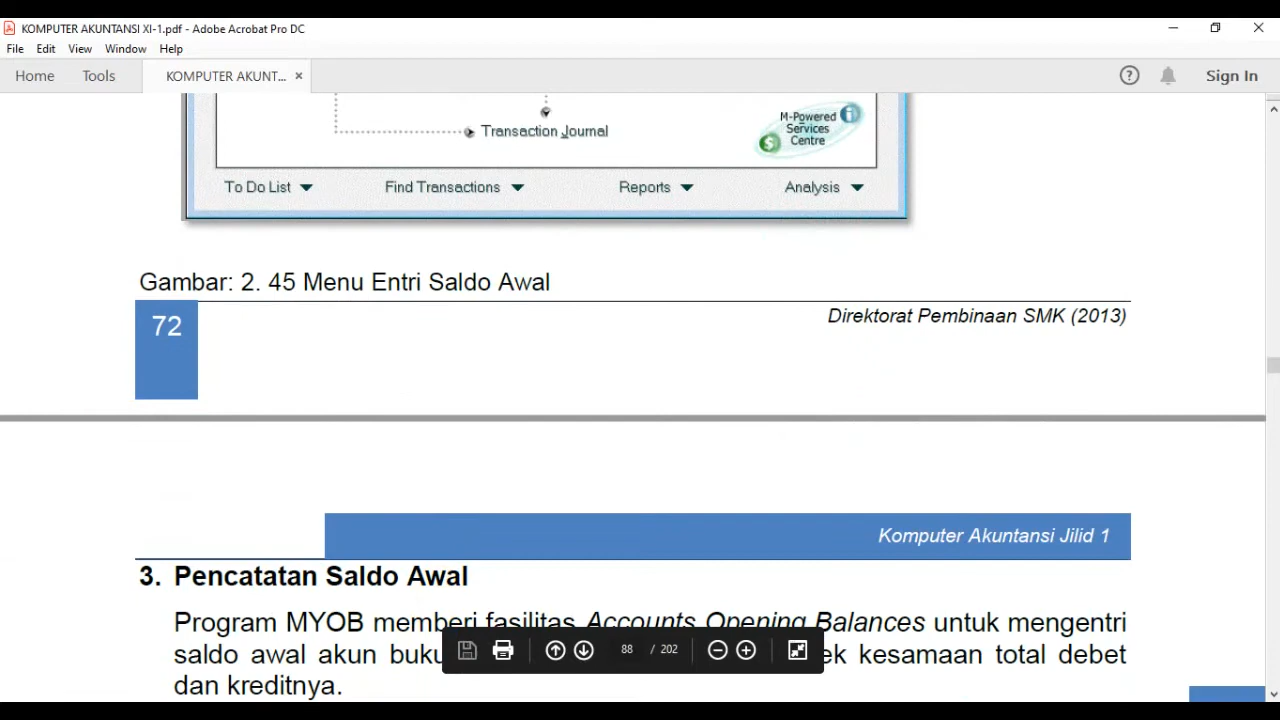 KOMPUTER AKUNTANSI XI-1.pdf - Adobe Acrobat Pro DC
File Edit View Window Help
Home Tools KOMPUTER AKUNT... × Sign In
M-Powered
Services
Centre
Transaction Journal
To Do List Find Transactions Reports Analysis
Gambar: 2. 45 Menu Entri Saldo Awal
72
Direktorat Pembinaan SMK (2013)
Komputer Akuntansi Jilid 1
3. Pencatatan Saldo Awal
Program MYOB memberi fasilitas Accounts Opening Balances untuk mengentri
saldo awal akun kesamaan total debet
88 / 202
dan kreditnya.